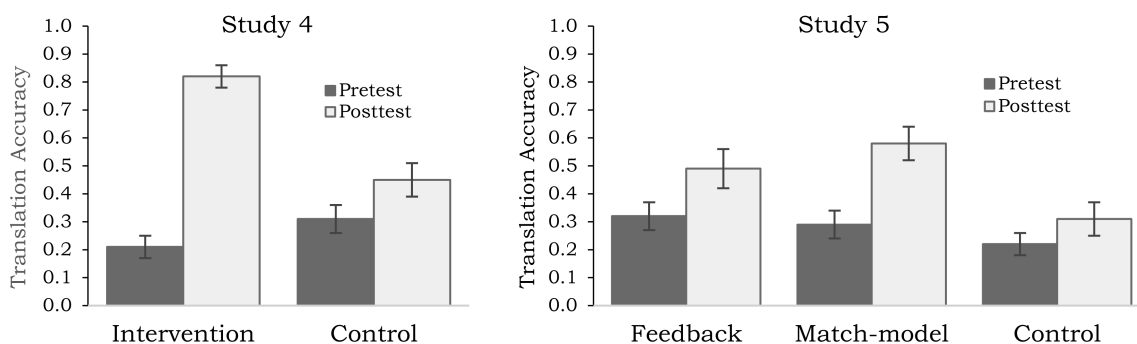 Study 4
Translation Accuracy
1.0
0.9
0.8
0.7
0.6
0.5
0.4
0.3
0.2
0.1
0.0
Pretest
Posttest
Intervention
Control
Study 5
Translation Accuracy
1.0
0.9
0.8
0.7
0.6
0.5
0.4
0.3
0.2
0.1
0.0
Pretest
Posttest
Feedback
Match-model
Control